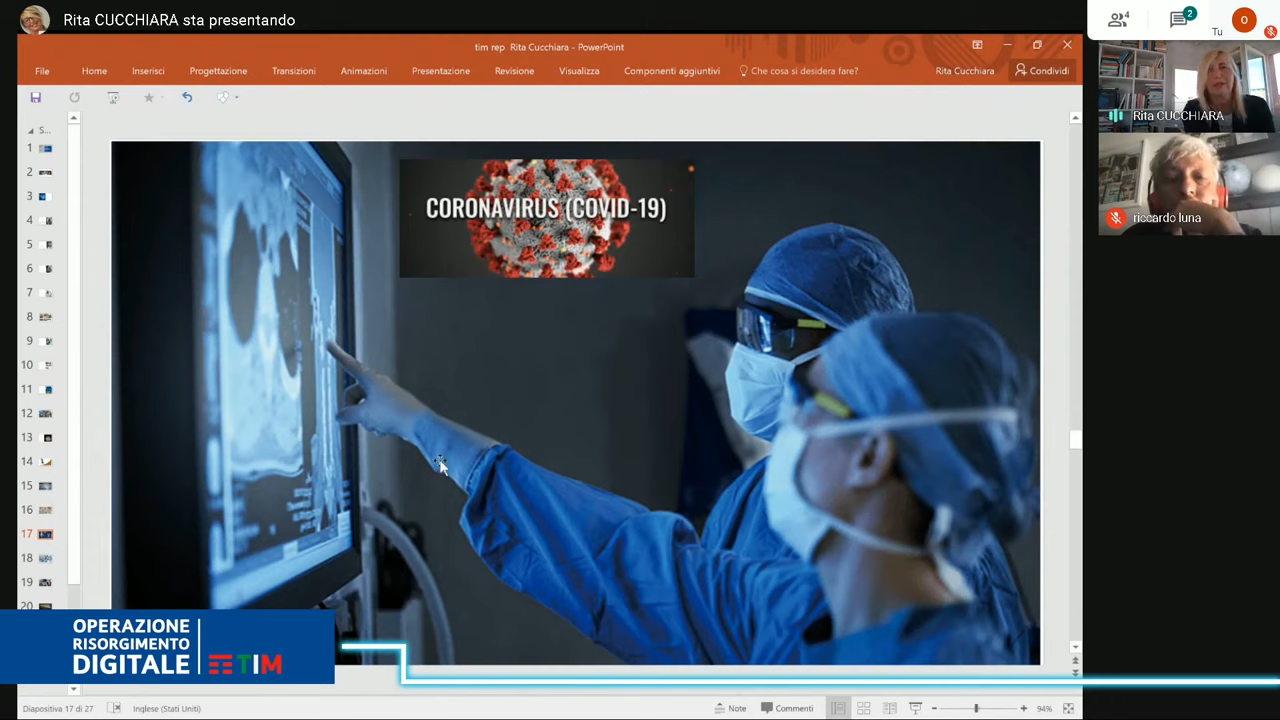 Rita CUCCHIARA sta presentando
4
2
Tu
O
tim rep Rita Cucchiara - PowerPoint
File Home Inserisci Progettazione Transizioni Animazioni Presentazione Revisione Visualizza Componenti aggiuntivi Che cosa si desidera fare? Rita Cucchiara Condividi
Rita CUCCHIARA
riccardo luna
S...
1
2
3
4
5
6
7
8
9
10
11
12
13
14
15
16
17
18
19
20
CORONAVIRUS (COVID-19)
OPERAZIONE
RISORGIMENTO
DIGITALE
TIM
Diapositiva 17 di 27 Inglese (Stati Uniti) Note Commenti 94%